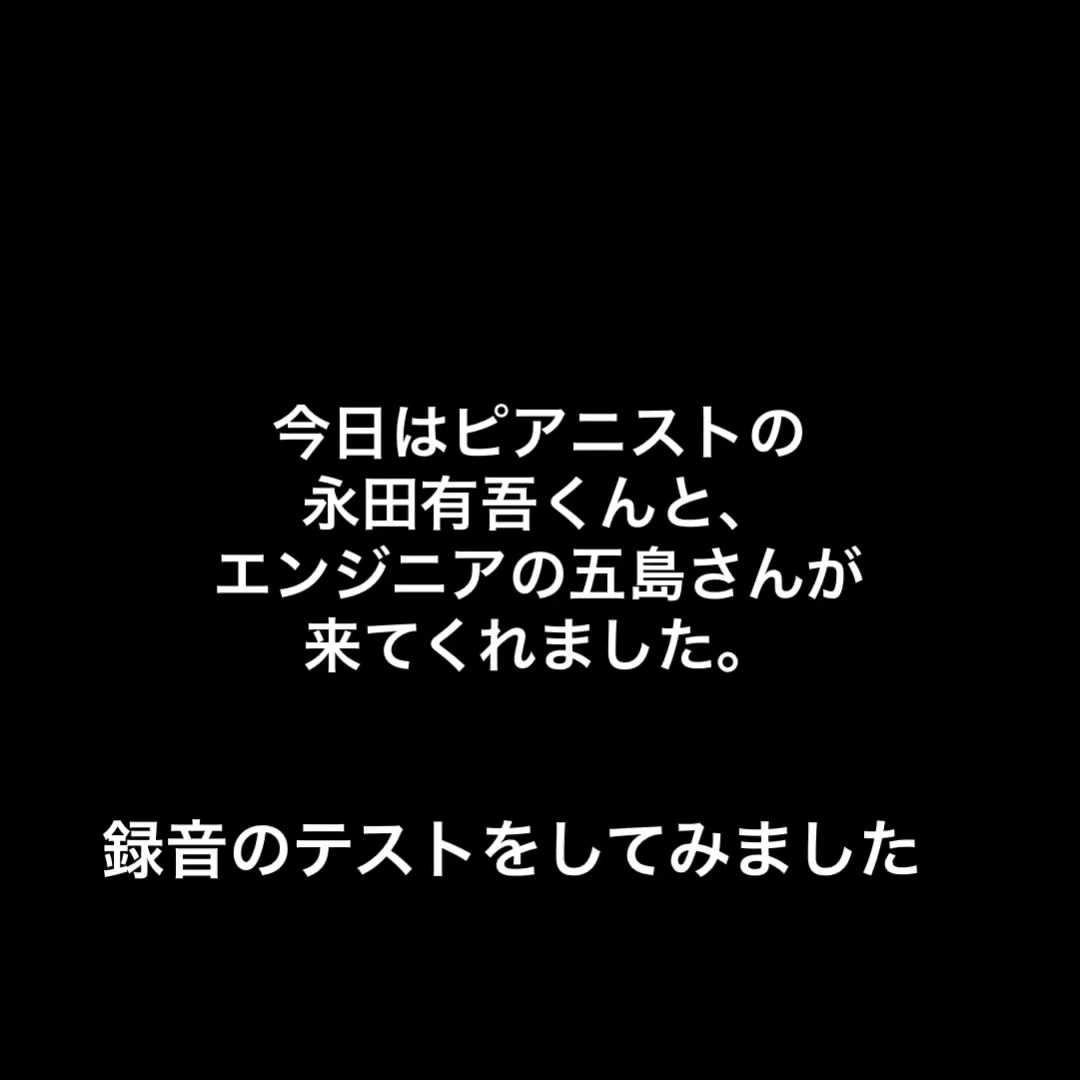 今日はピアニストの
永田有吾くんと、
エンジニアの五島さんが
来てくれました。
録音のテストをしてみました